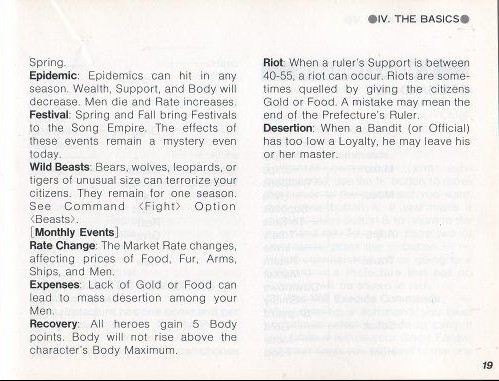 ●IV. THE BASICS●
Spring.
Epidemic: Epidemics can hit in any
season. Wealth, Support, and Body will
decrease. Men die and Rate increases.
Festival: Spring and Fall bring Festivals
to the Song Empire. The effects of
these events remain a mystery even
today.
Wild Beasts: Bears, wolves, leopards, or
tigers of unusual size can terrorize your
citizens. They remain for one season.
See Command <Fight> Option
<Beasts>.
[Monthly Events]
Rate Change: The Market Rate changes,
affecting prices of Food, Fur, Arms,
Ships, and Men.
Expenses: Lack of Gold or Food can
lead to mass desertion among your
Men.
Recovery: All heroes gain 5 Body
points. Body will not rise above the
character's Body Maximum.
Riot: When a ruler's Support is between
40-55, a riot can occur. Riots are some-
times quelled by giving the citizens
Gold or Food. A mistake may mean the
end of the Prefecture's Ruler.
Desertion: When a Bandit (or Official)
has too low a Loyalty, he may leave his
or her master.
19